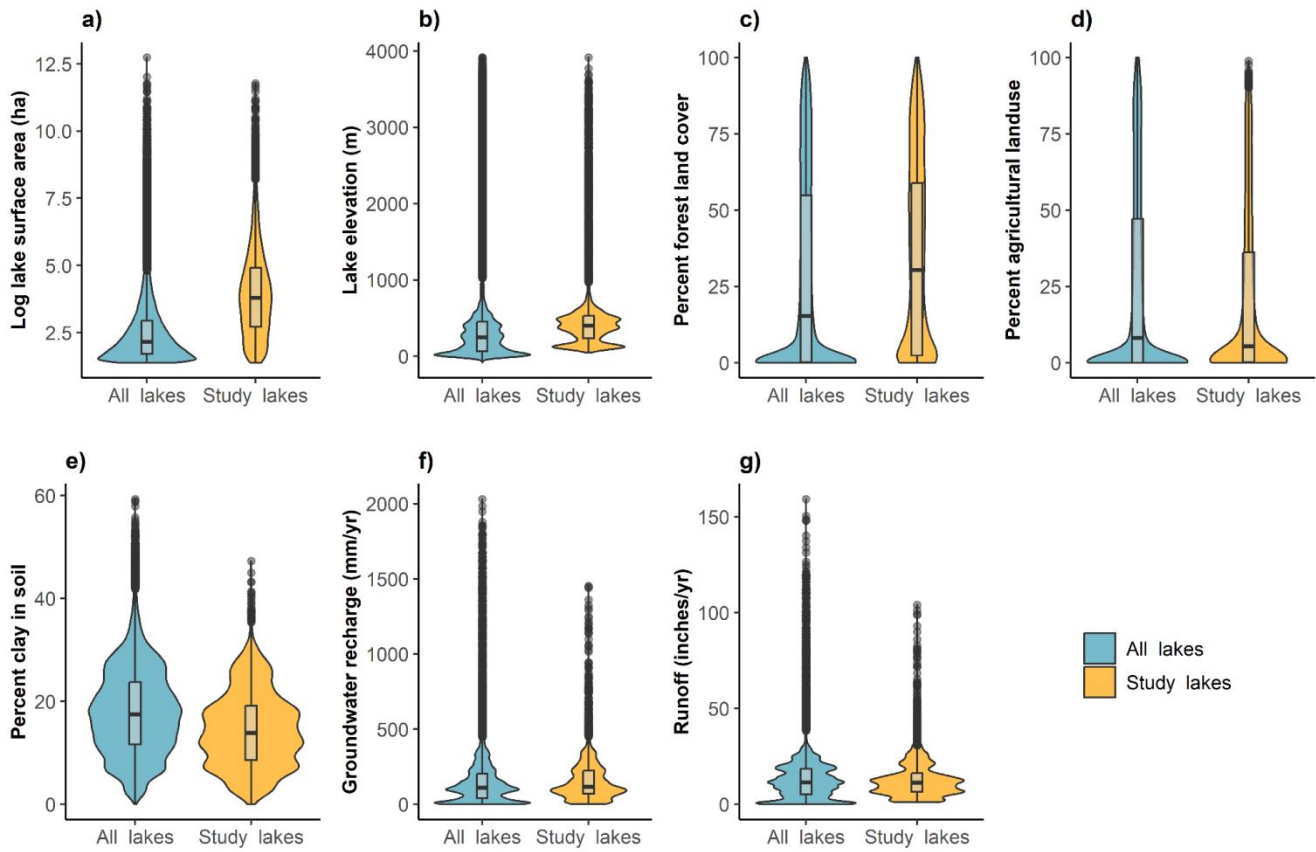 a)
Log lake surface area (ha)
12.5
10.0
7.5
5.0
2.5
All lakes
Study lakes
b)
Lake elevation (m)
4000
3000
2000
1000
0
All lakes
Study lakes
c)
Percent forest land cover
100
75
50
25
0
All lakes
Study lakes
d)
Percent agricultural landuse
100
75
50
25
0
All lakes
Study lakes
e)
Percent clay in soil
60
40
20
0
All lakes
Study lakes
f)
Groundwater recharge (mm/yr)
2000
1500
1000
500
0
All lakes
Study lakes
g)
Runoff (inches/yr)
150
100
50
0
All lakes
Study lakes
All lakes
Study lakes